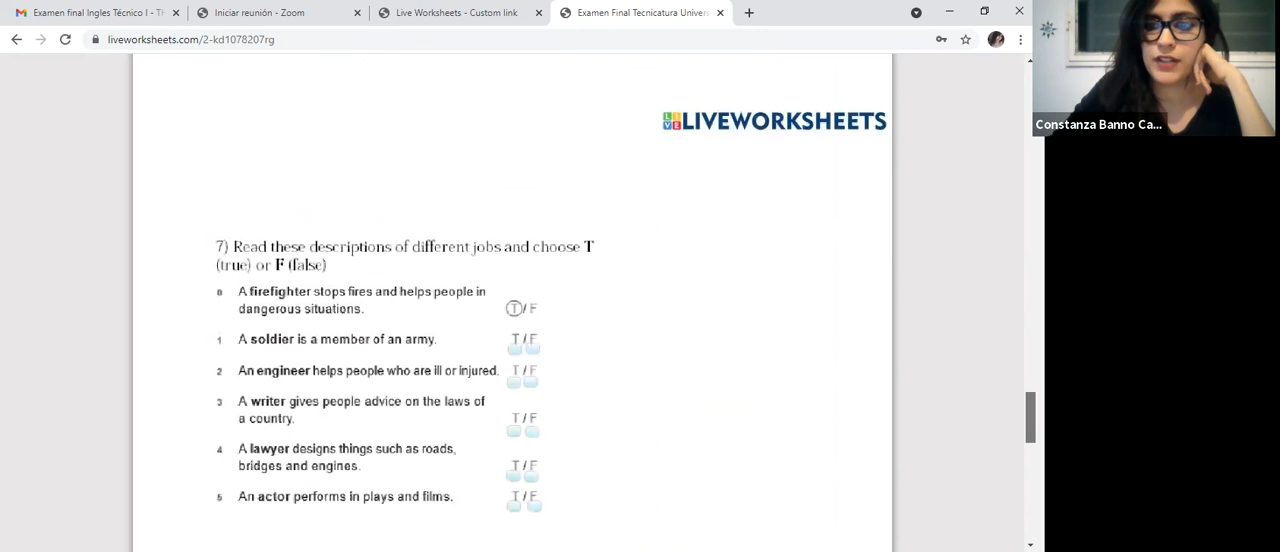 Examen final Ingles Técnico I - Th
Iniciar reunión - Zoom
Live Worksheets - Custom link
Examen Final Tecnicatura Univers
liveworksheets.com/2-kd1078207rg
Constanza Banno Ca...
LIVE LIVEWORKSHEETS
7) Read these descriptions of different jobs and choose T
(true) or F (false)
0 A firefighter stops fires and helps people in
dangerous situations. T / F
1 A soldier is a member of an army. T / F
2 An engineer helps people who are ill or injured. T / F
3 A writer gives people advice on the laws of
a country. T / F
4 A lawyer designs things such as roads,
bridges and engines. T / F
5 An actor performs in plays and films. T / F